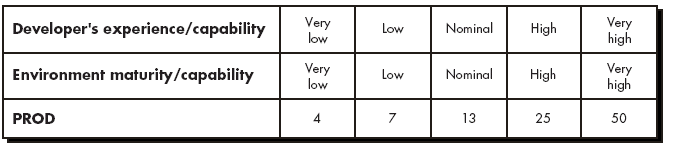 Developer's experience/capability Very low Low Nominal High Very high
Environment maturity/capability Very low Low Nominal High Very high
PROD 4 7 13 25 50